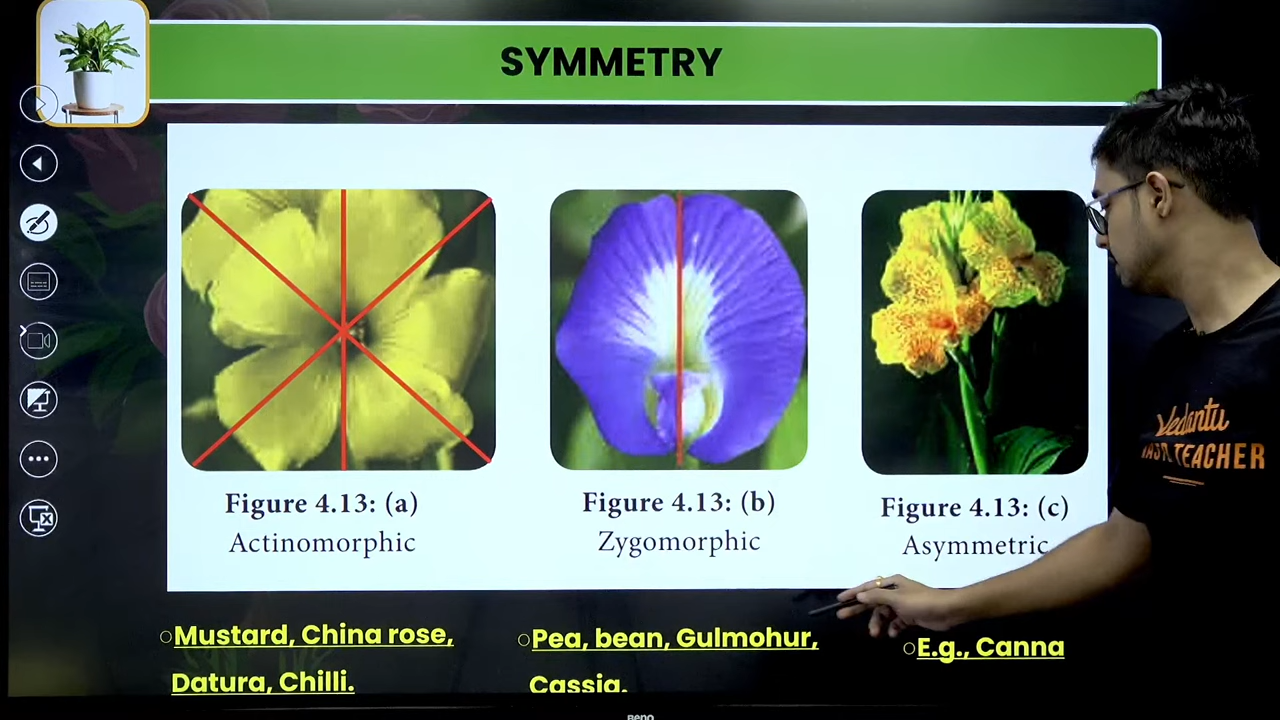 SYMMETRY
Figure 4.13: (a)
Actinomorphic
Figure 4.13: (b)
Zygomorphic
Figure 4.13: (c)
Asymmetric
○Mustard, China rose,
Datura, Chilli.
○Pea, bean, Gulmohur,
Cassia.
○E.g., Canna
Vedantu
TEACHER
BenQ